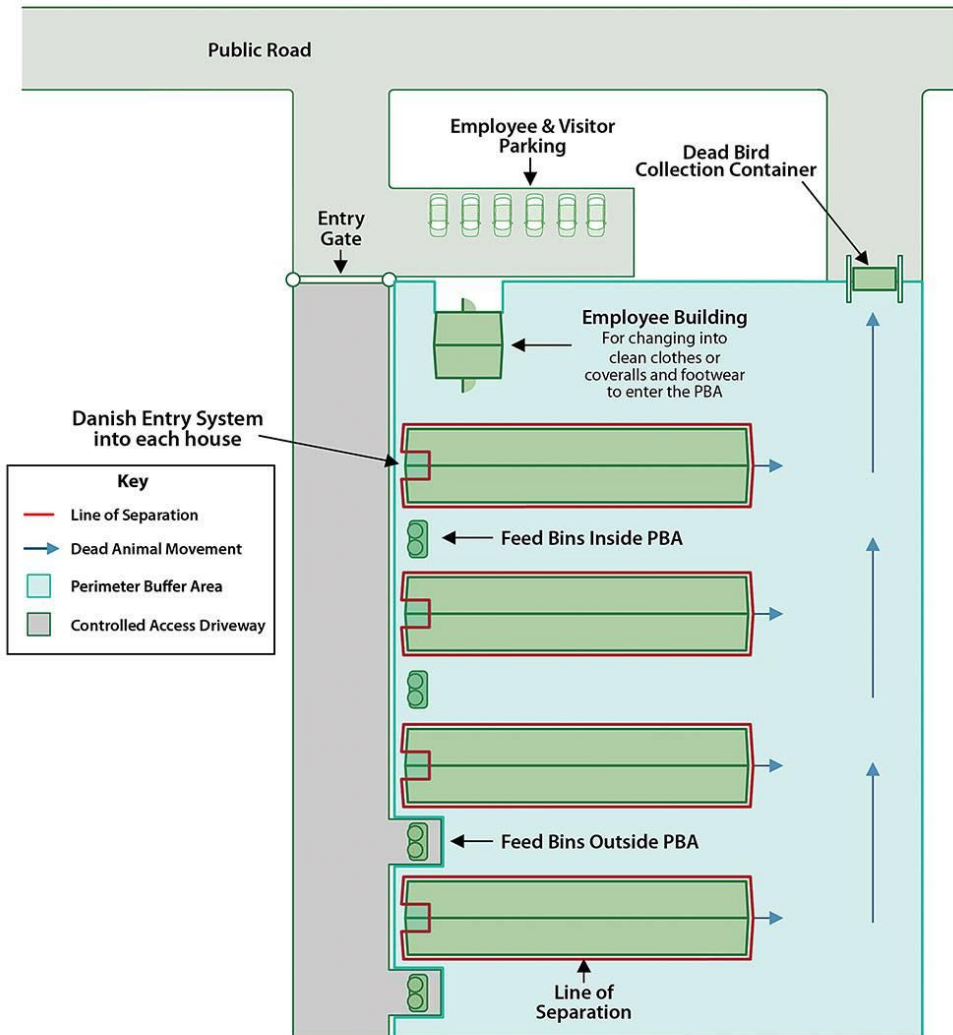 Public Road
Employee & Visitor
Parking
Dead Bird
Collection Container
Entry
Gate
Employee Building
For changing into
clean clothes or
coveralls and footwear
to enter the PBA
Danish Entry System
into each house
Key
Line of Separation
Dead Animal Movement
Perimeter Buffer Area
Controlled Access Driveway
Feed Bins Inside PBA
Feed Bins Outside PBA
Line of
Separation